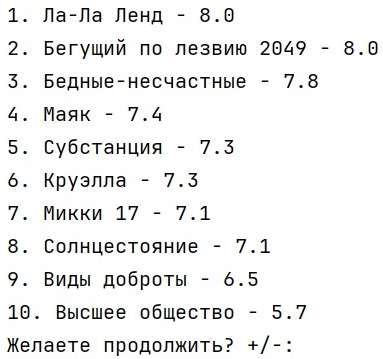 1. Ла-Ла Ленд - 8.0
2. Бегущий по лезвию 2049 - 8.0
3. Бедные-несчастные - 7.8
4. Маяк - 7.4
5. Субстанция - 7.3
6. Круэлла - 7.3
7. Микки 17 - 7.1
8. Солнцестояние - 7.1
9. Виды доброты - 6.5
10. Высшее общество - 5.7
Желаете продолжить? +/-: